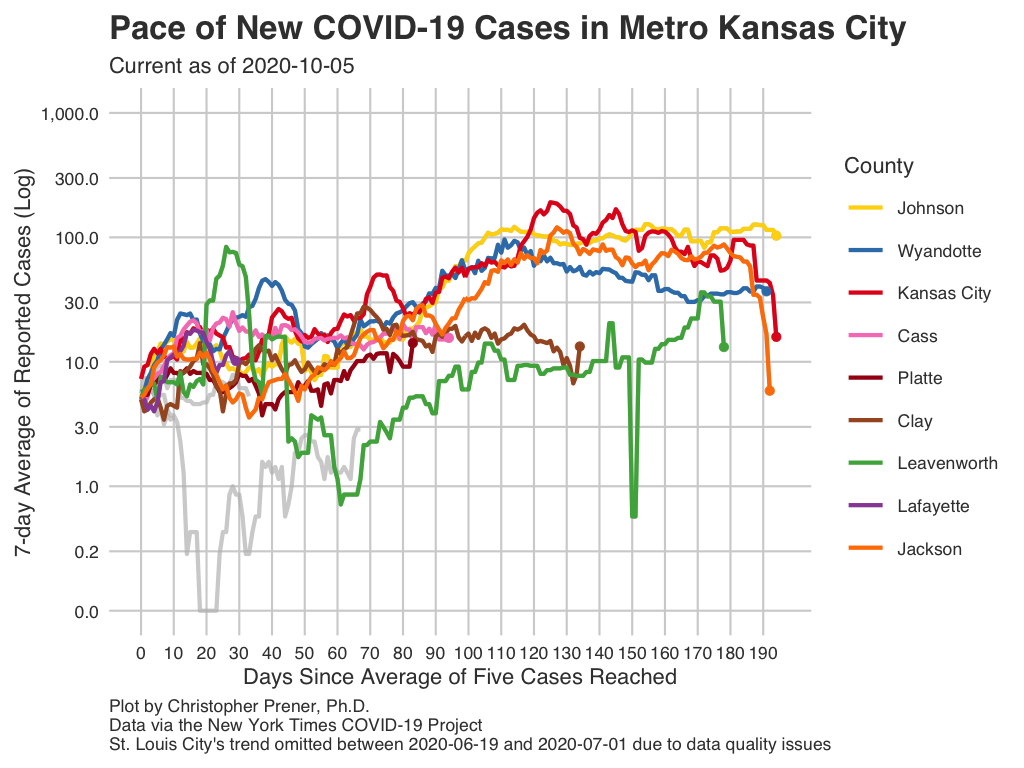 Pace of New COVID-19 Cases in Metro Kansas City
Current as of 2020-10-05
7-day Average of Reported Cases (Log)
1,000.0
300.0
100.0
30.0
10.0
3.0
1.0
0.2
0.0
0 10 20 30 40 50 60 70 80 90 100 110 120 130 140 150 160 170 180 190
Days Since Average of Five Cases Reached
County
Johnson
Wyandotte
Kansas City
Cass
Platte
Clay
Leavenworth
Lafayette
Jackson
Plot by Christopher Prener, Ph.D.
Data via the New York Times COVID-19 Project
St. Louis City's trend omitted between 2020-06-19 and 2020-07-01 due to data quality issues